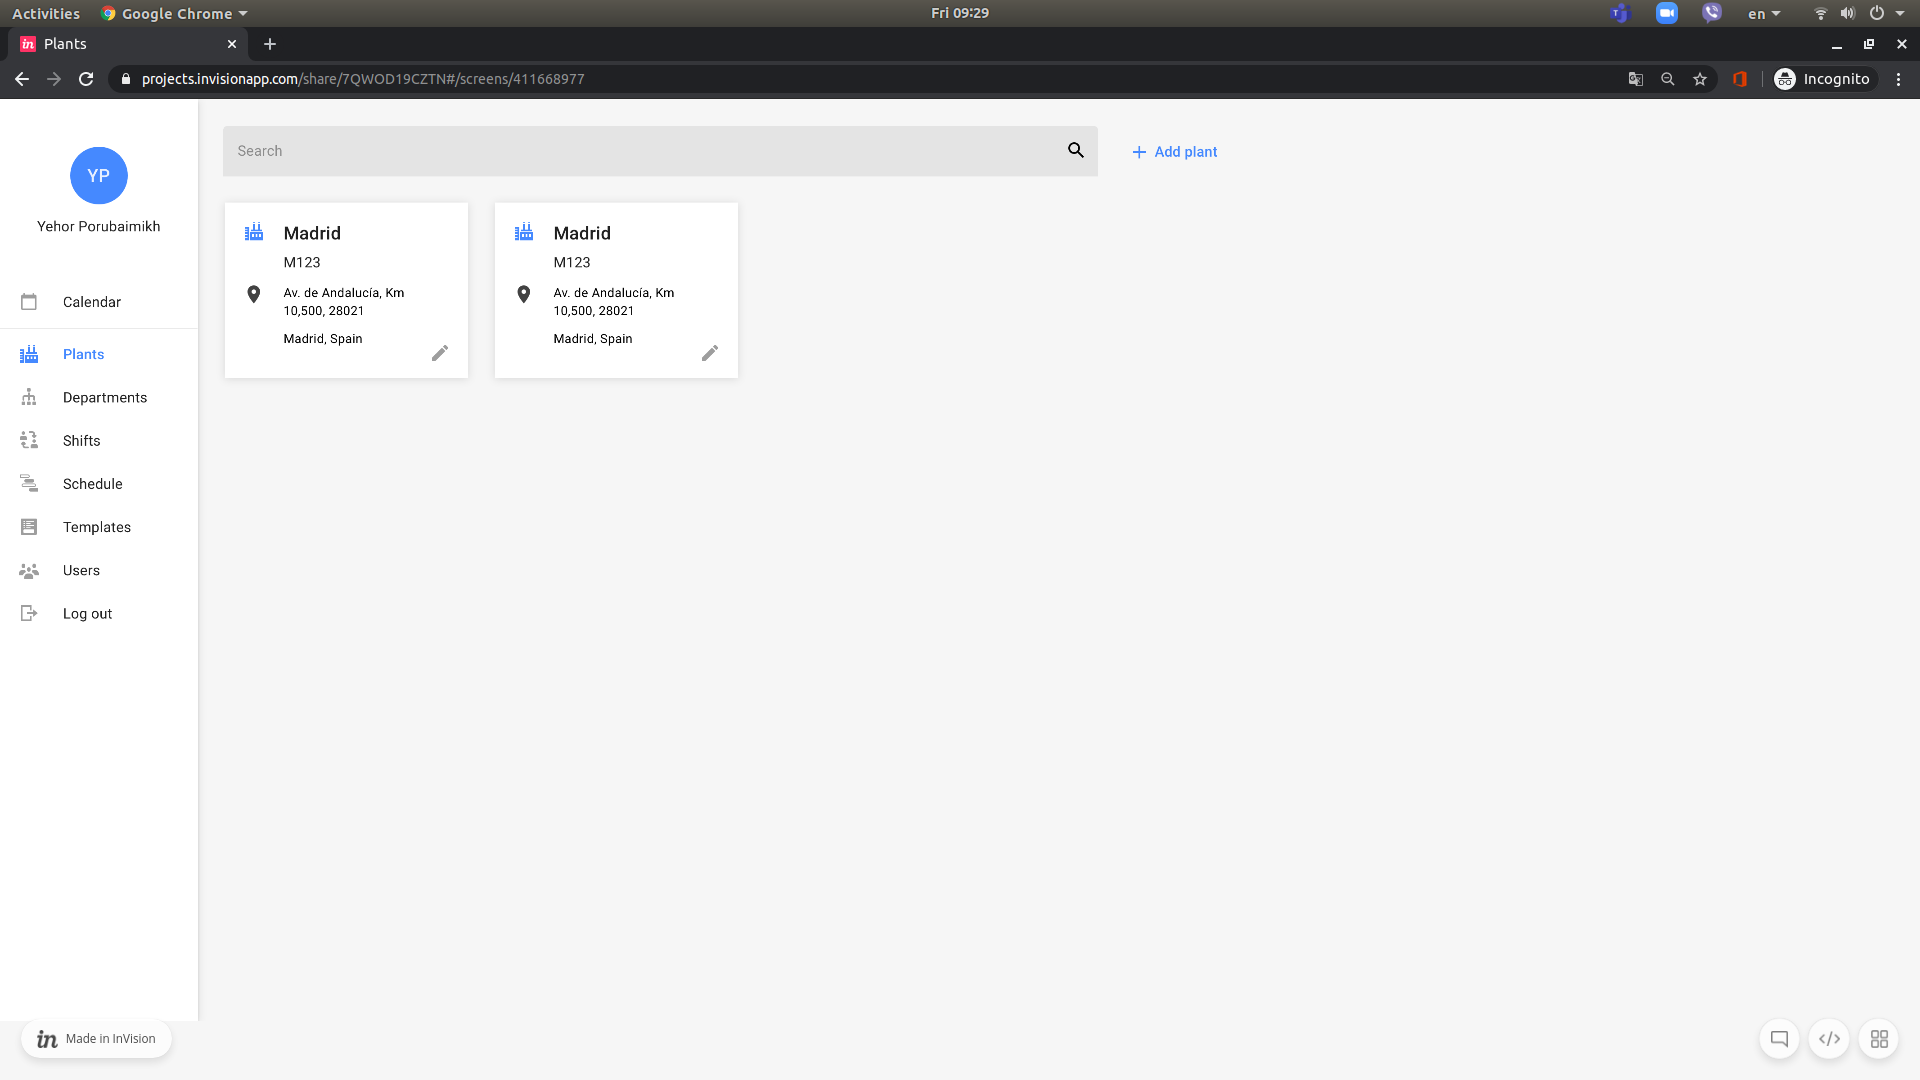 Activities
Google Chrome
Fri 09:29
en
in Plants
projects.invisionapp.com/share/7QWOD19CZTN#/screens/411668977
Incognito
YP
Yehor Porubaimikh
Calendar
Plants
Departments
Shifts
Schedule
Templates
Users
Log out
Search
Add plant
Madrid
M123
Av. de Andalucía, Km
10,500, 28021
Madrid, Spain
Madrid
M123
Av. de Andalucía, Km
10,500, 28021
Madrid, Spain
in Made in InVision